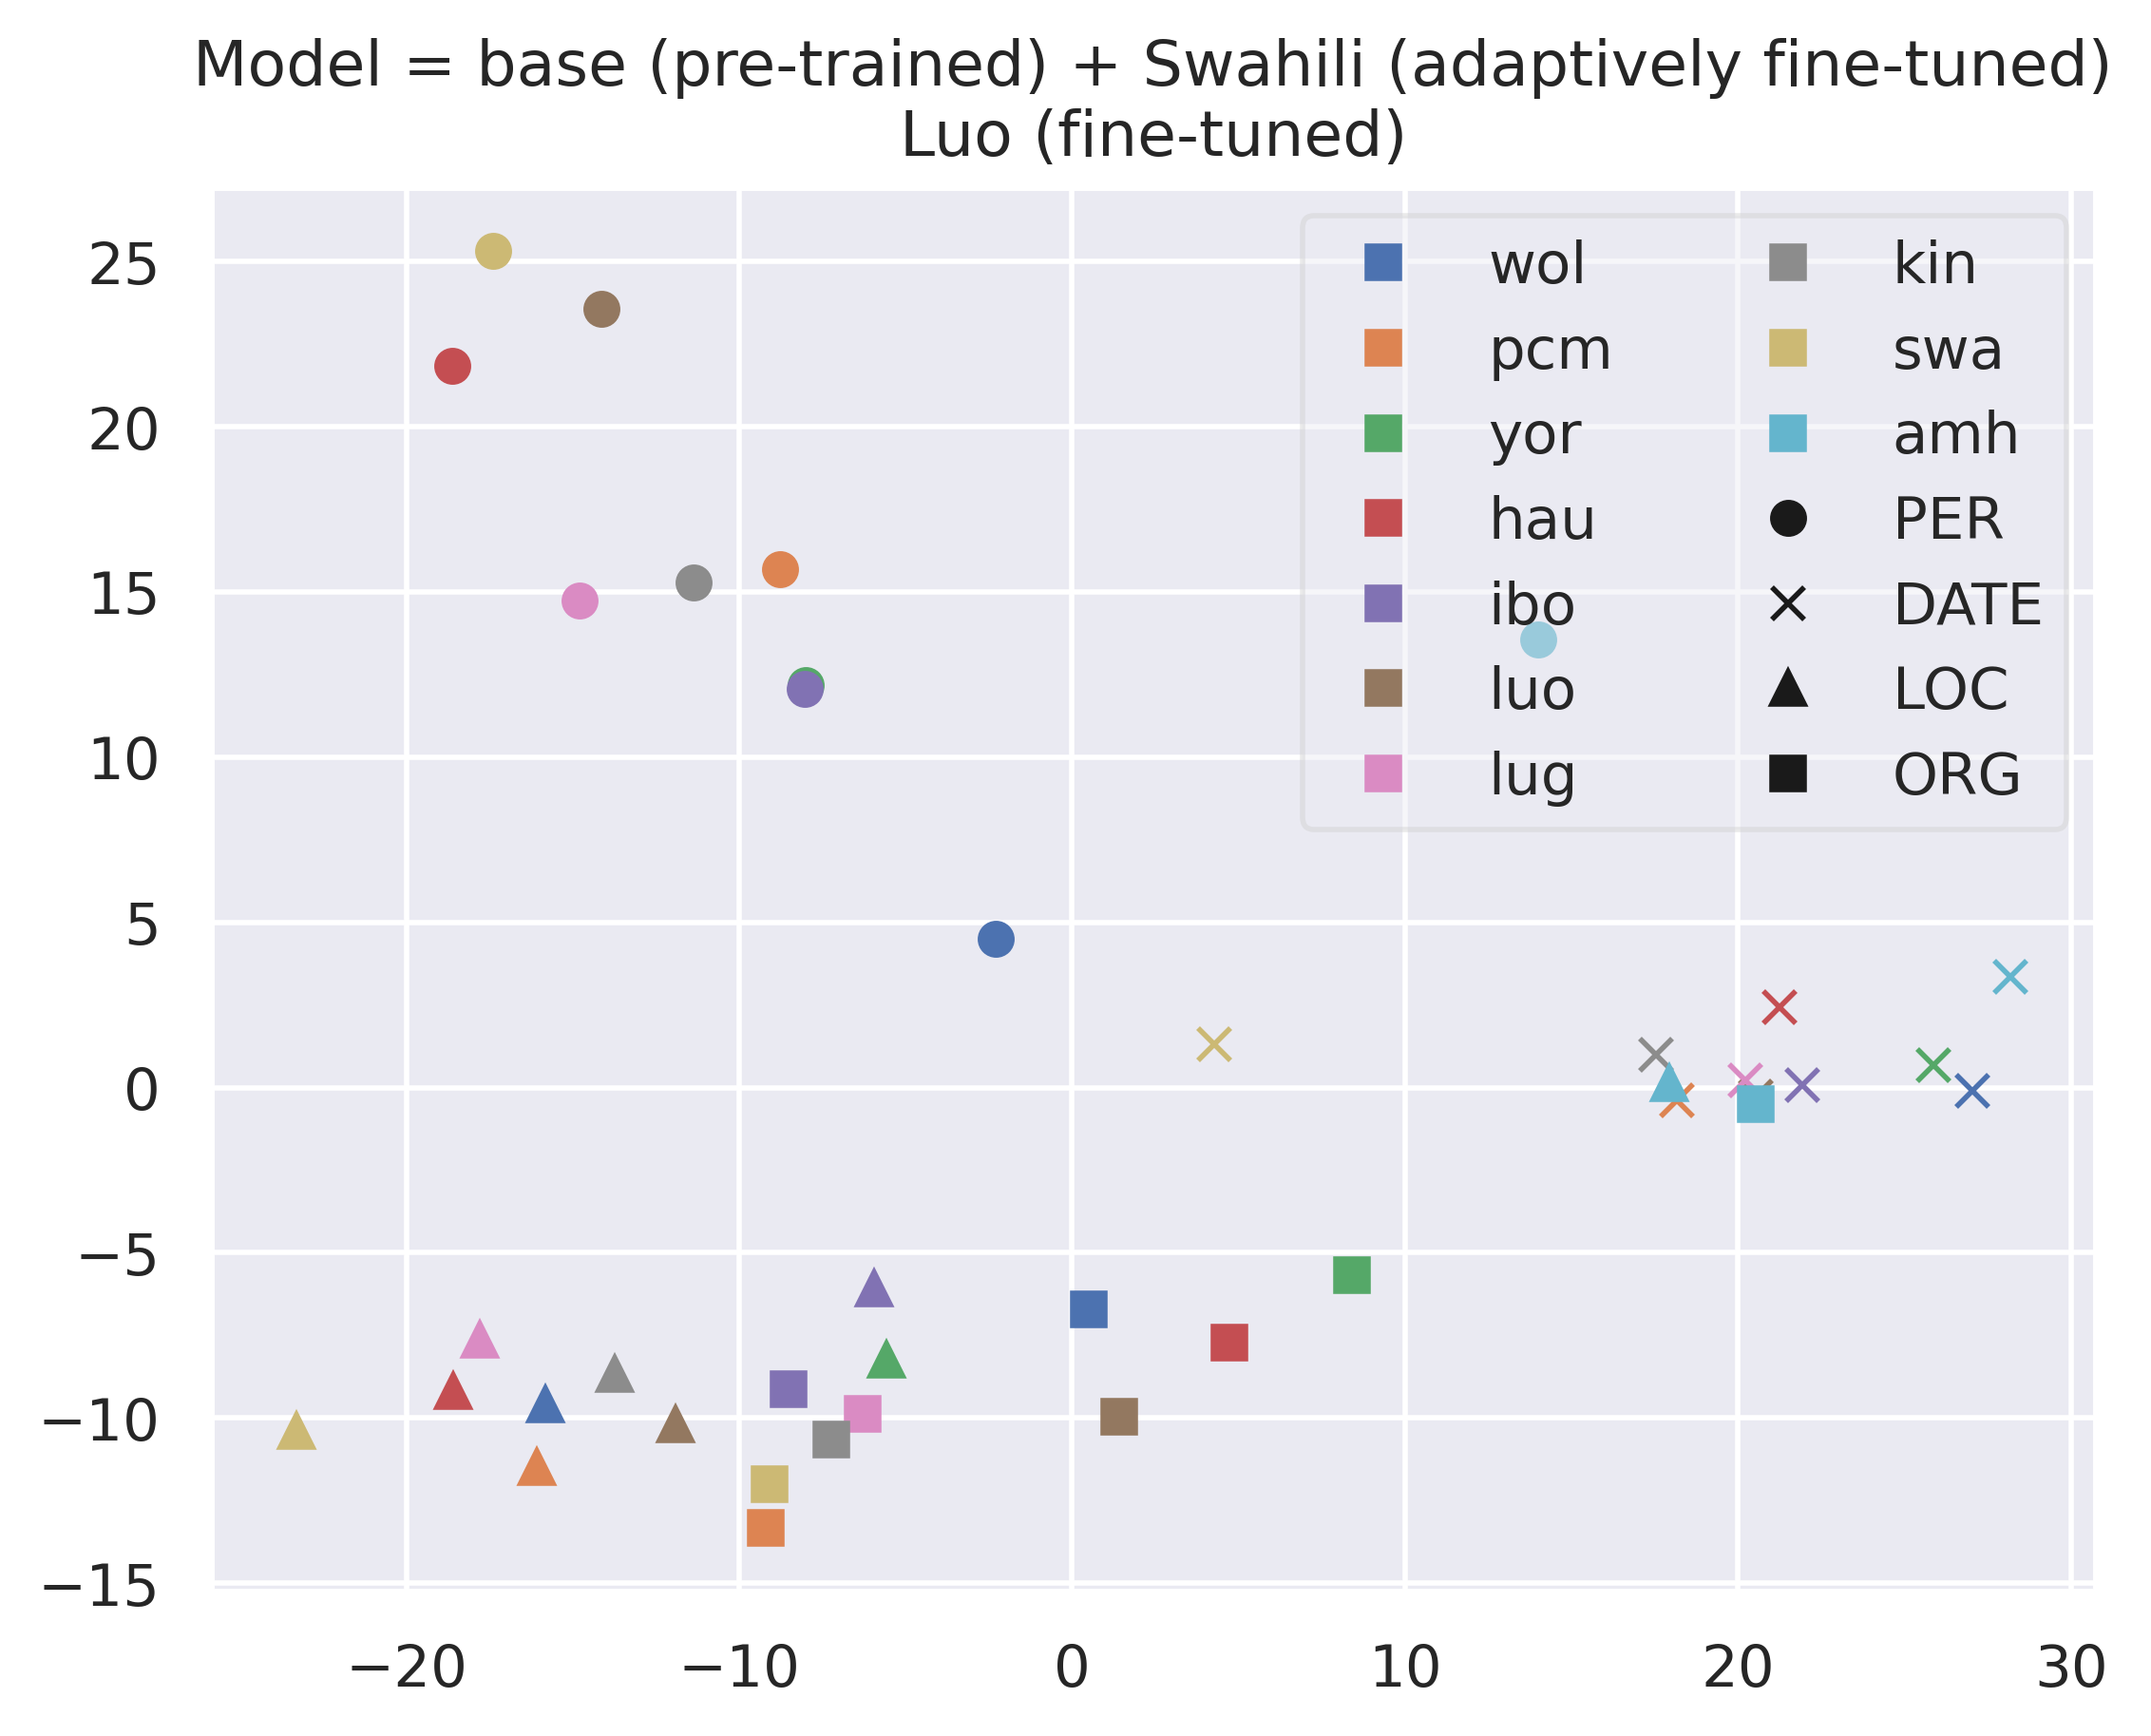 Model = base (pre-trained) + Swahili (adaptively fine-tuned)
Luo (fine-tuned)
25
20
15
10
5
0
−5
−10
−15
−20
−10
0
10
20
30
wol
pcm
yor
hau
ibo
luo
lug
kin
swa
amh
PER
DATE
LOC
ORG